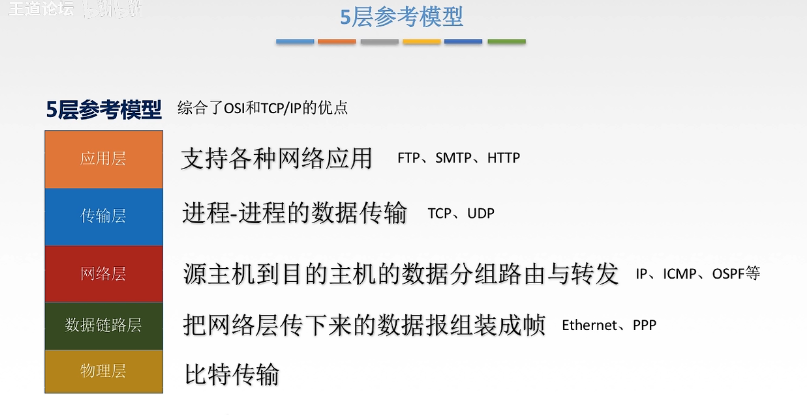 王道论坛
5层参考模型
5层参考模型 综合了OSI和TCP/IP的优点
应用层 支持各种网络应用 FTP、SMTP、HTTP
传输层 进程-进程的数据传输 TCP、UDP
网络层 源主机到目的主机的数据分组路由与转发 IP、ICMP、OSPF等
数据链路层 把网络层传下来的数据报组装成帧 Ethernet、PPP
物理层 比特传输